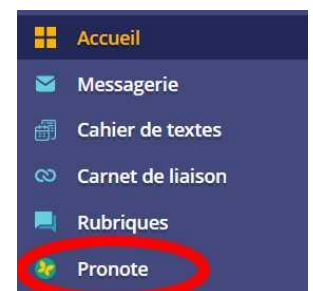 Accueil
Messagerie
Cahier de textes
Carnet de liaison
Rubriques
Pronote